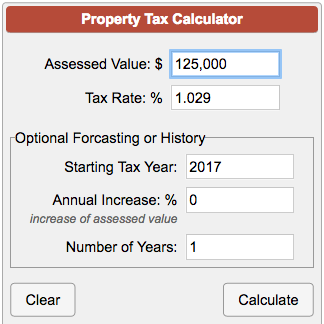 Property Tax Calculator
Assessed Value: $ 125,000
Tax Rate: % 1.029
Optional Forcasting or History
Starting Tax Year: 2017
Annual Increase: % 0
increase of assessed value
Number of Years: 1
Clear Calculate